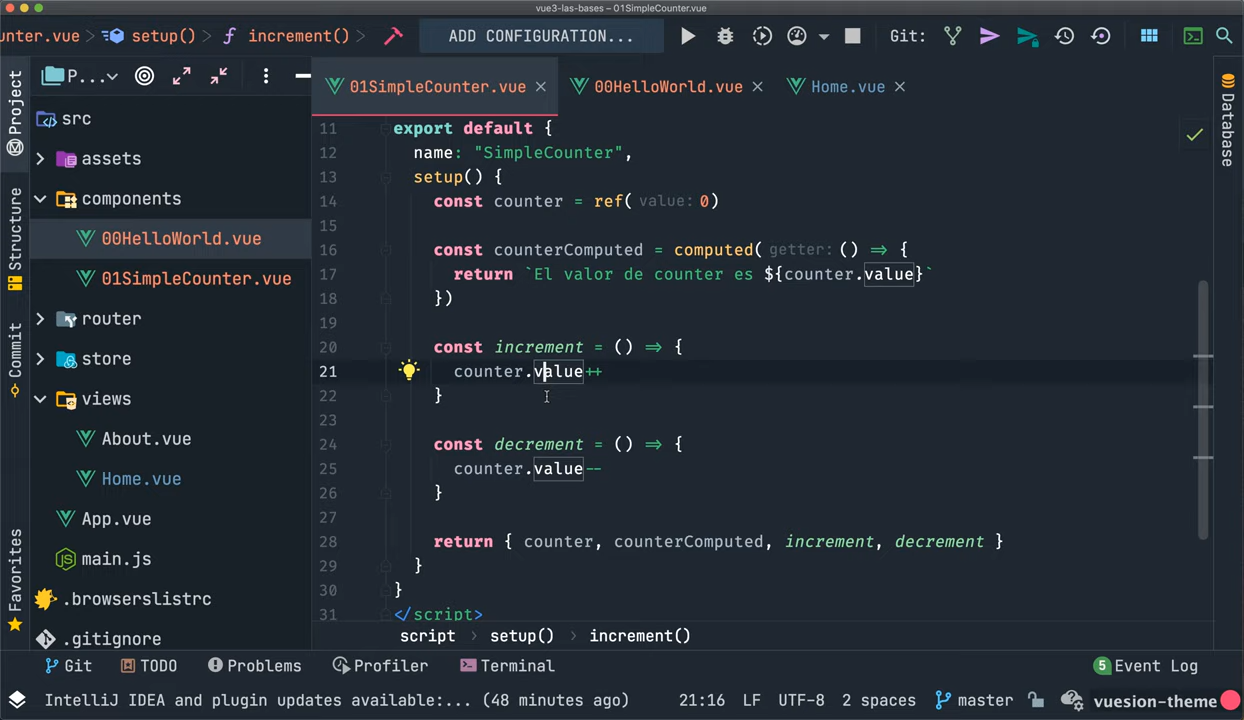 vue3-las-bases – 01SimpleCounter.vue
unter.vue > setup() > increment() ADD CONFIGURATION... Git:
Project P... 01SimpleCounter.vue 00HelloWorld.vue Home.vue Database
src
assets
components
00HelloWorld.vue
01SimpleCounter.vue
router
store
views
About.vue
Home.vue
App.vue
main.js
.browserslistrc
.gitignore
Structure
Commit
Favorites
11 export default {
12 name: "SimpleCounter",
13 setup() {
14 const counter = ref( value: 0)
15
16 const counterComputed = computed( getter: () => {
17 return `El valor de counter es ${counter.value}`
18 })
19
20 const increment = () => {
21 counter.value++
22 }
23
24 const decrement = () => {
25 counter.value--
26 }
27
28 return { counter, counterComputed, increment, decrement }
29 }
30 }
31 </script>
script > setup() > increment()
Git TODO Problems Profiler Terminal 5 Event Log
IntelliJ IDEA and plugin updates available:... (48 minutes ago) 21:16 LF UTF-8 2 spaces master vuesion-theme